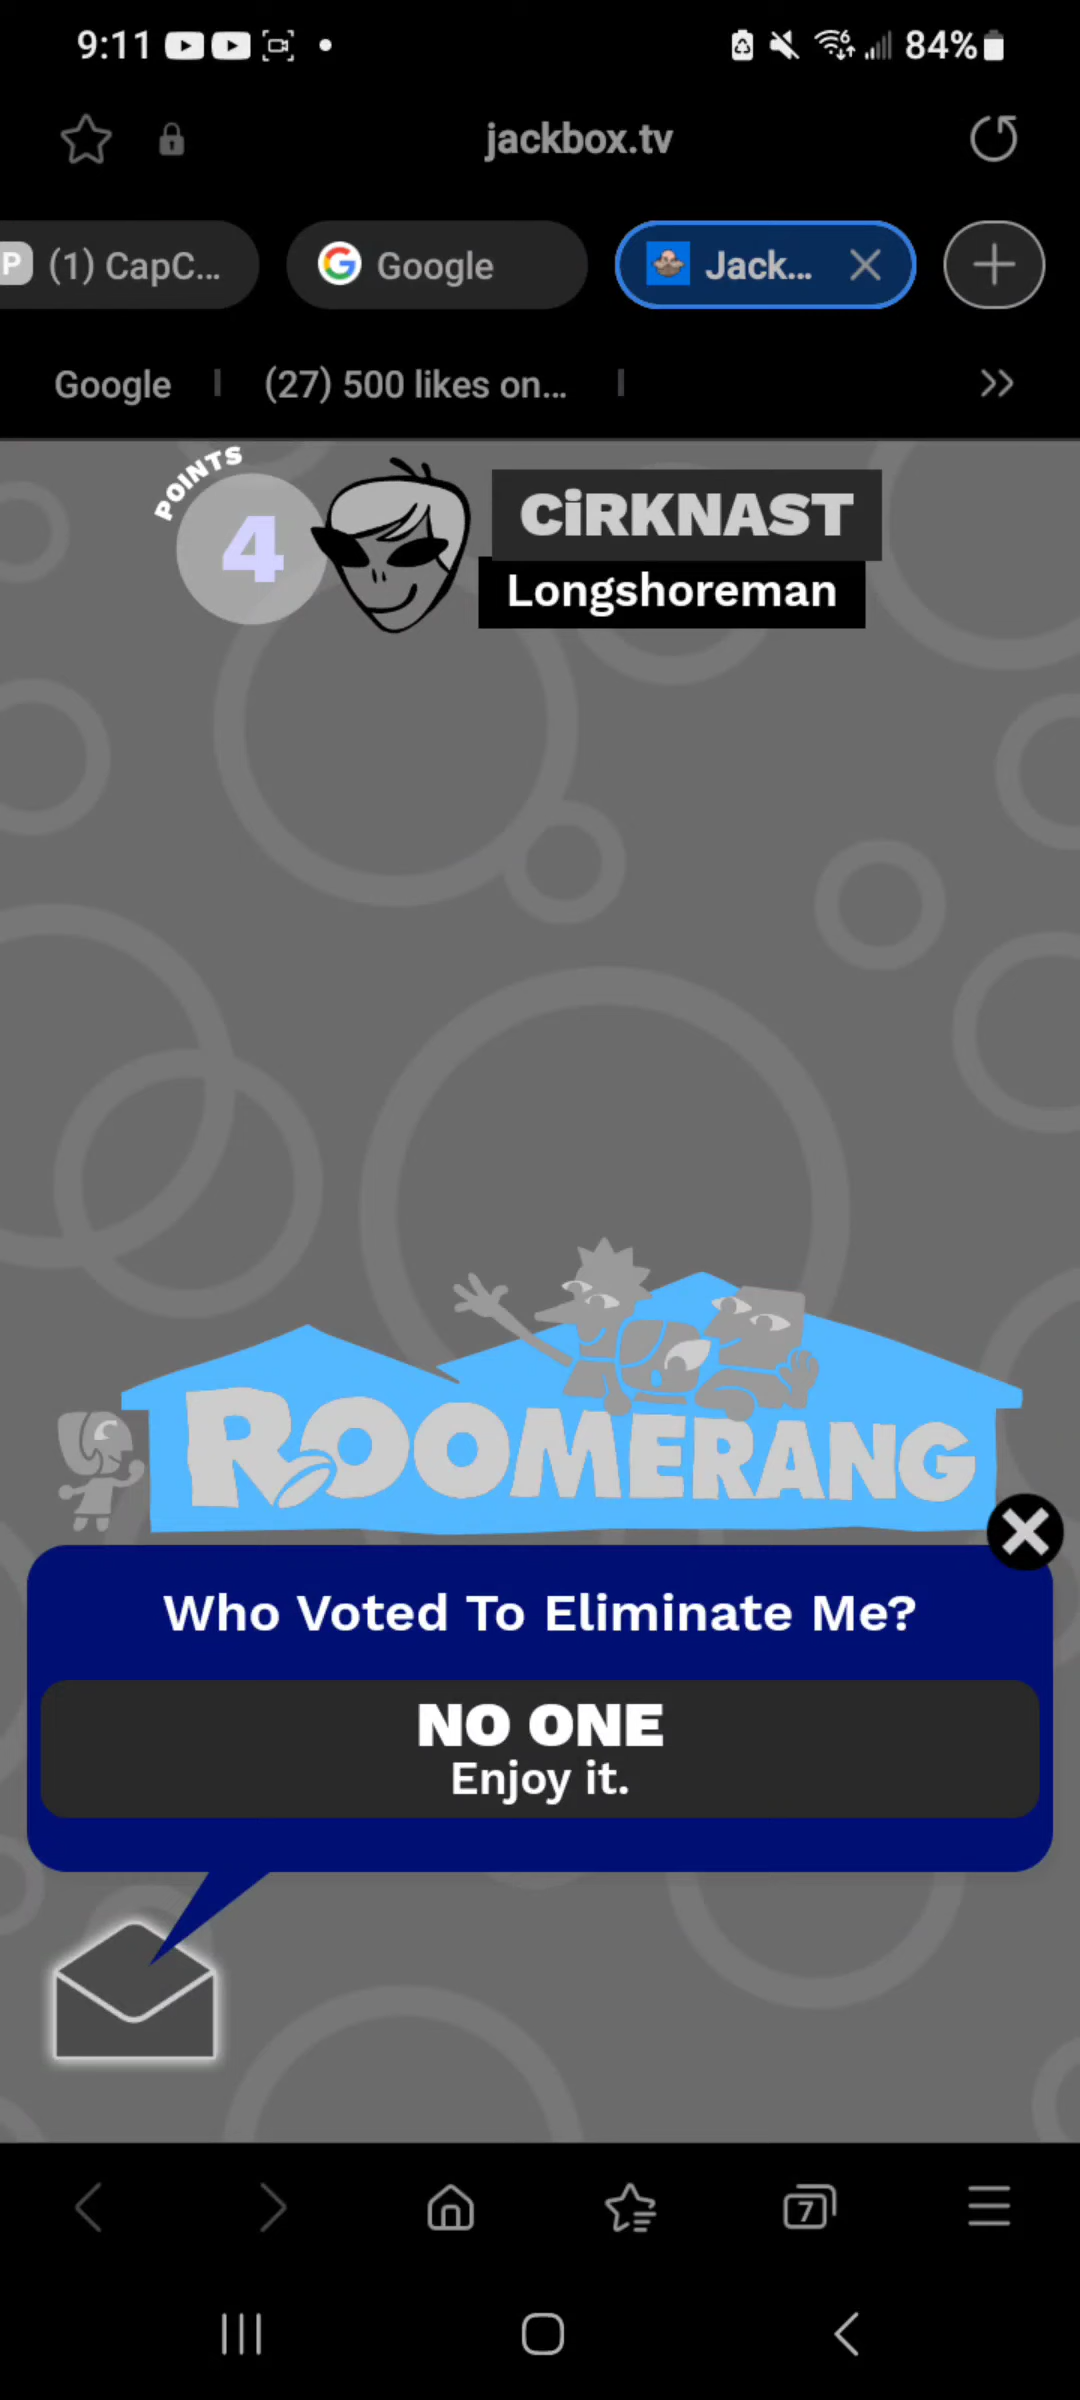 9:11
84%
jackbox.tv
P (1) CapC...
Google
Jack...
Google
(27) 500 likes on...
POINTS
4
CiRKNAST
Longshoreman
ROOMERANG
Who Voted To Eliminate Me?
NO ONE
Enjoy it.
7